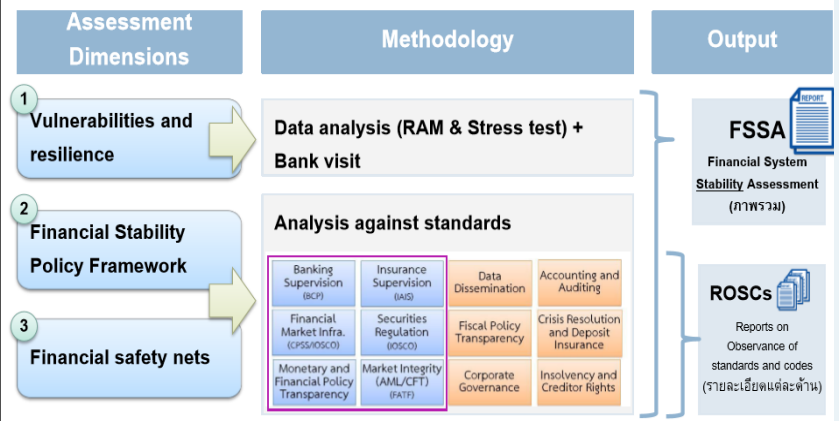 Assessment
Dimensions
Methodology
Output
1
Vulnerabilities and
resilience
Data analysis (RAM & Stress test) +
Bank visit
REPORT
FSSA
Financial System
Stability Assessment
(ภาพรวม)
2
Financial Stability
Policy Framework
3
Financial safety nets
Analysis against standards
Banking
Supervision
(BCP)
Insurance
Supervision
(IAIS)
Data
Dissemination
Accounting and
Auditing
Financial
Market Infra.
(CPSS/IOSCO)
Securities
Regulation
(IOSCO)
Fiscal Policy
Transparency
Crisis Resolution
and Deposit
Insurance
Monetary and
Financial Policy
Transparency
Market Integrity
(AML/CFT)
(FATF)
Corporate
Governance
Insolvency and
Creditor Rights
ROSCs
Reports on
Observance of
standards and codes
(รายละเอียดแต่ละด้าน)